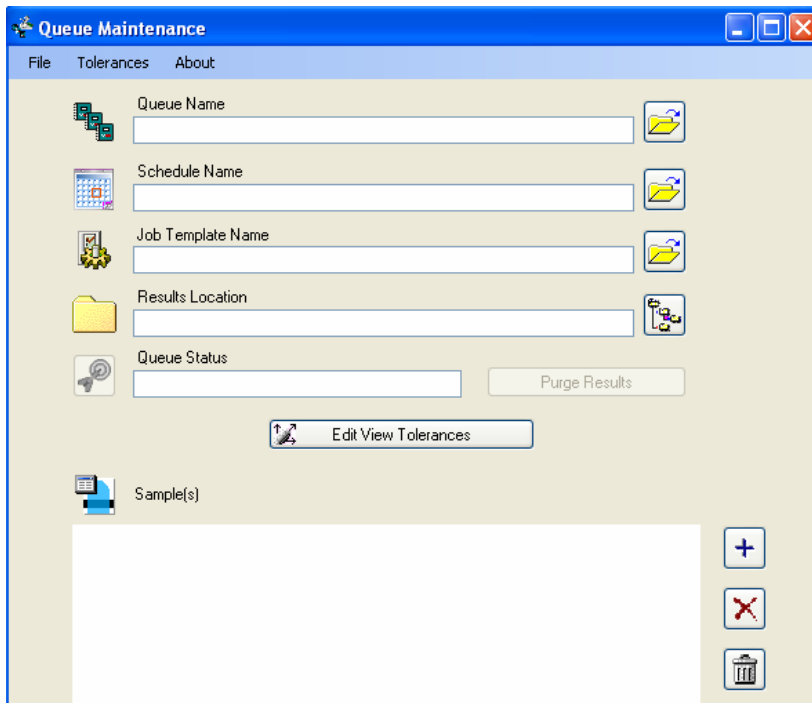 Queue Maintenance
File Tolerances About
Queue Name
Schedule Name
Job Template Name
Results Location
Queue Status
Purge Results
Edit View Tolerances
Sample(s)